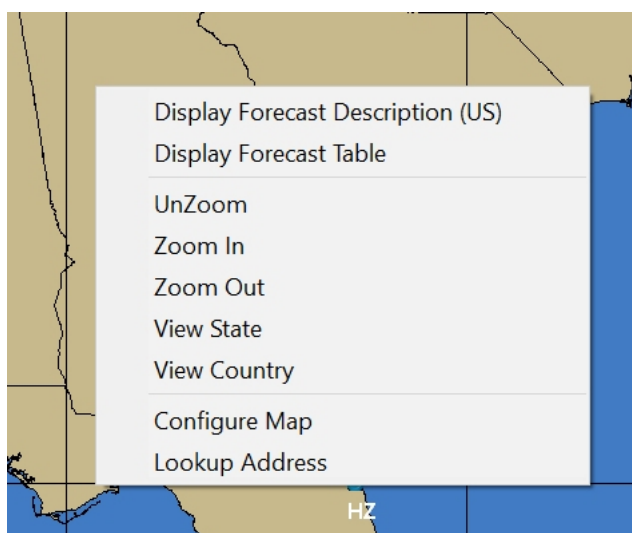 Display Forecast Description (US)
Display Forecast Table
UnZoom
Zoom In
Zoom Out
View State
View Country
Configure Map
Lookup Address
HZ